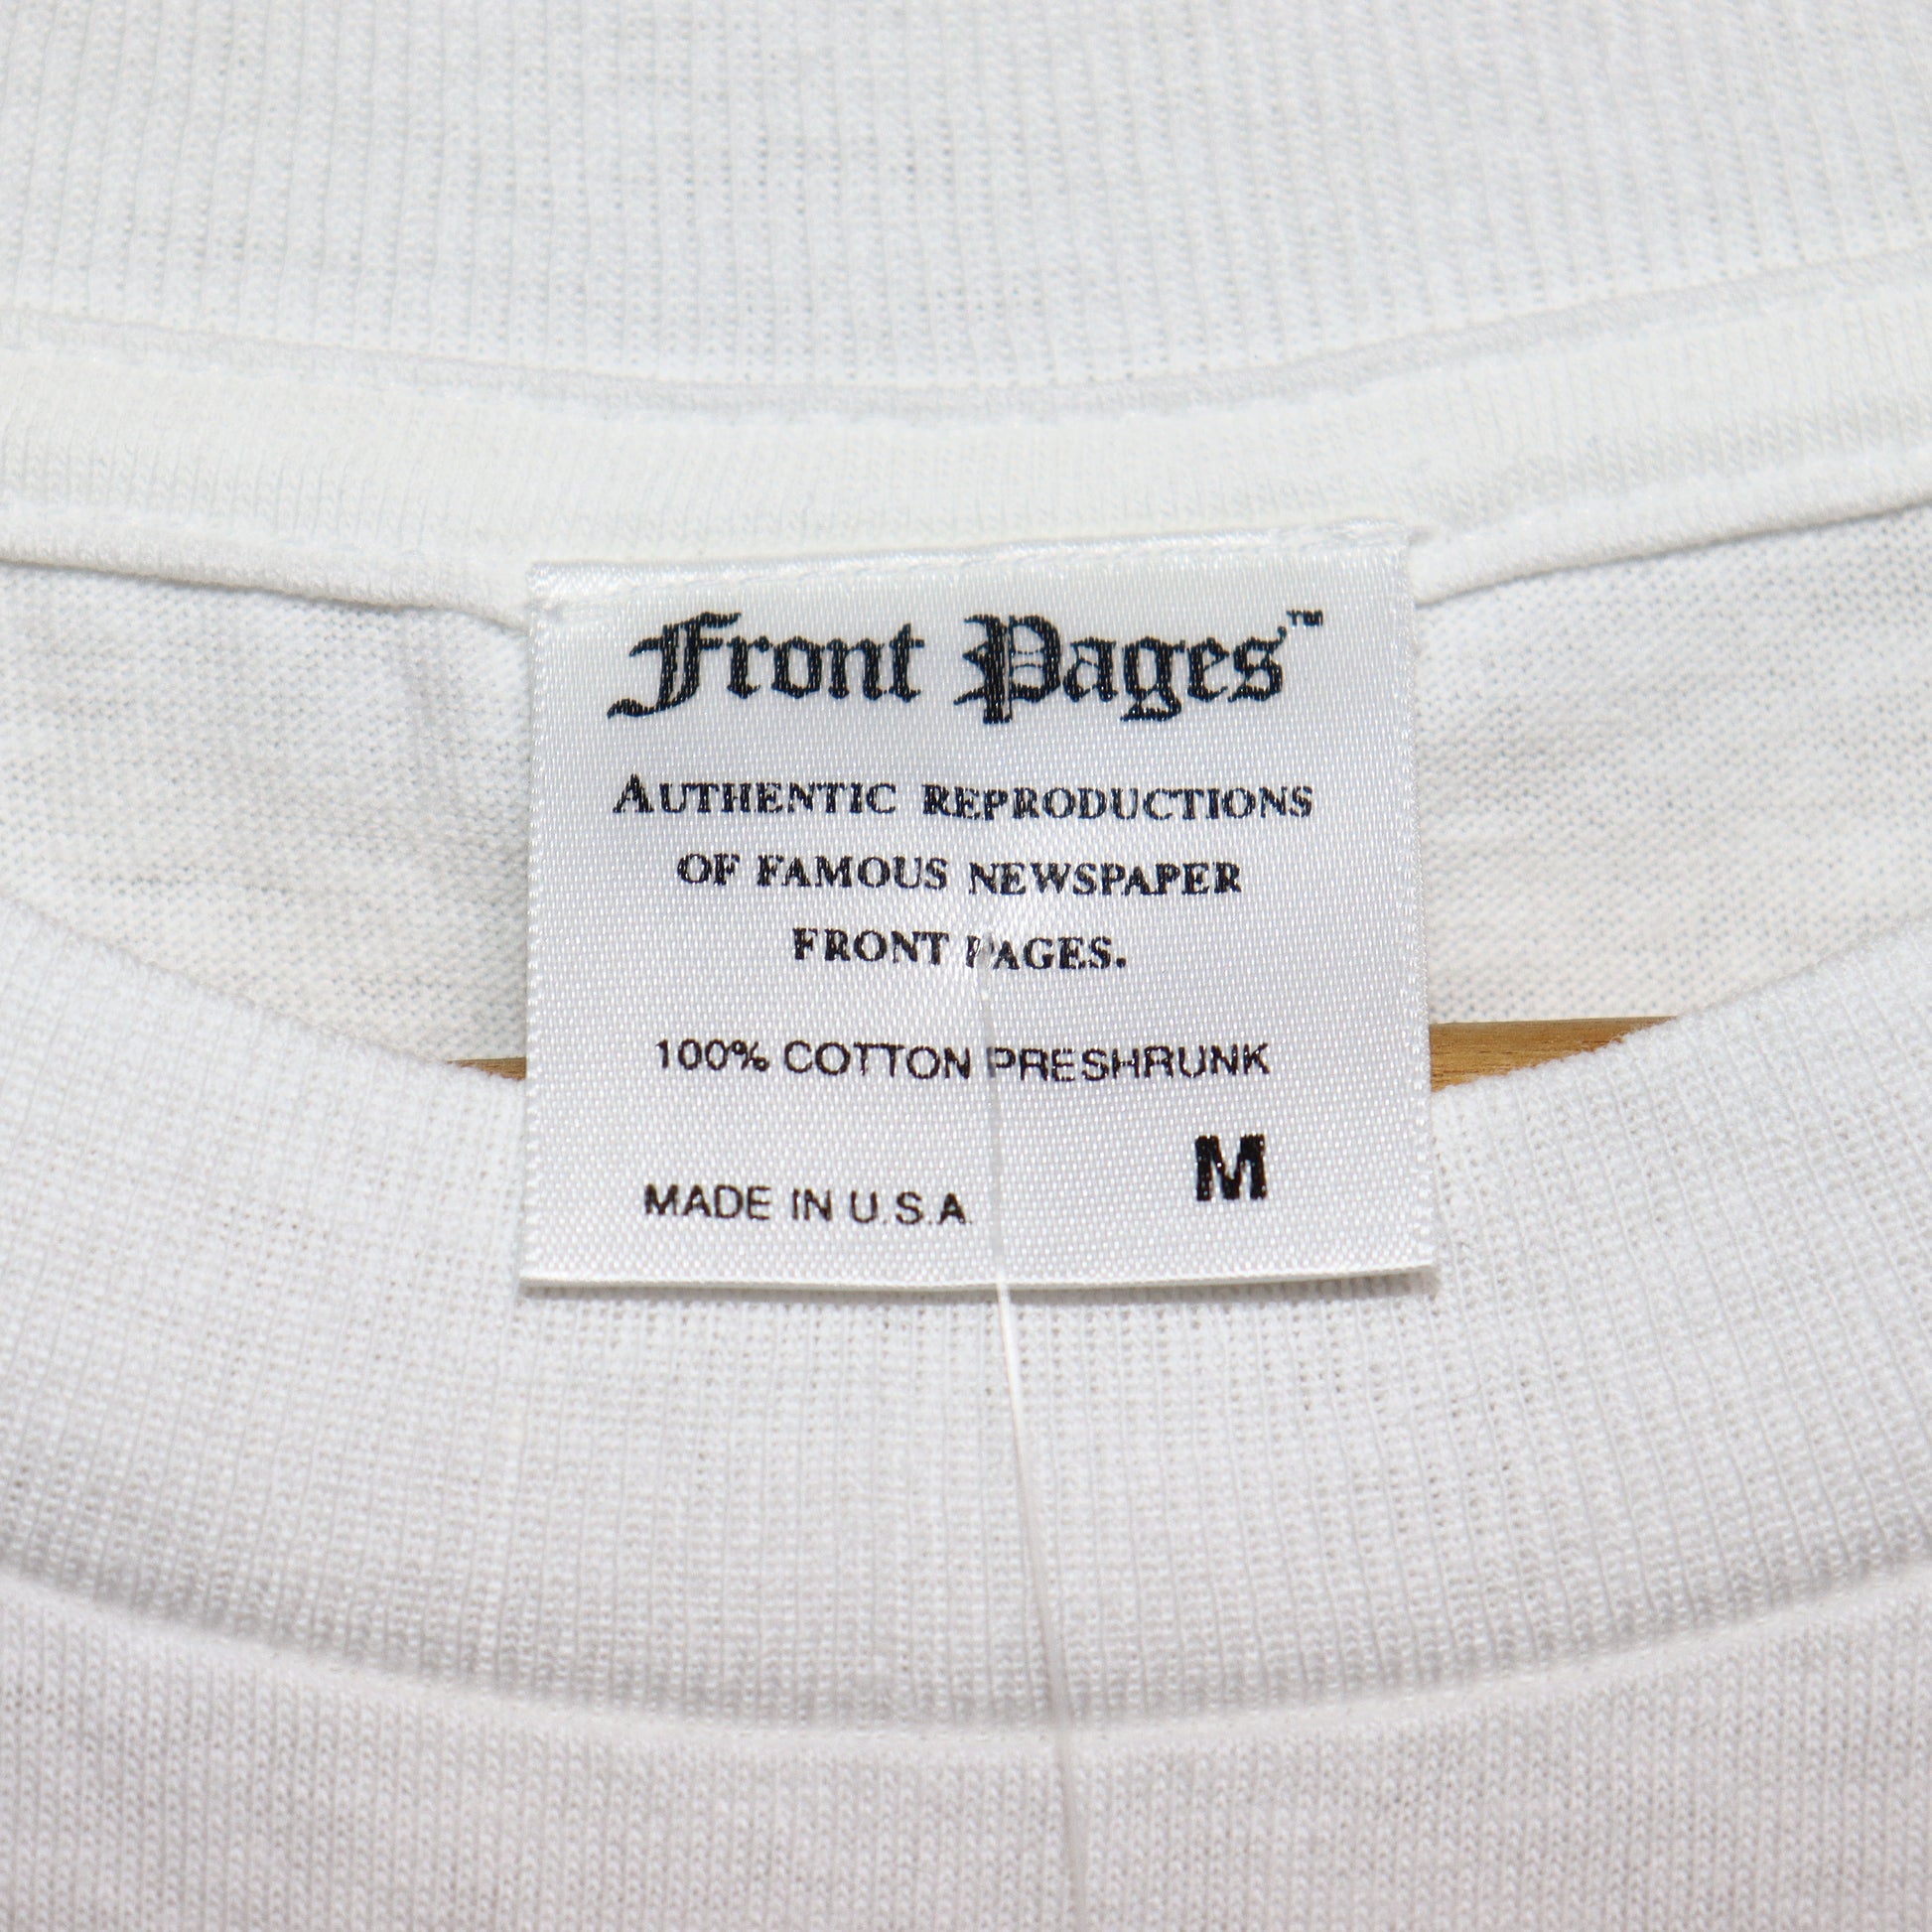 Front Pages™
AUTHENTIC REPRODUCTIONS
OF FAMOUS NEWSPAPER
FRONT PAGES.
100% COTTON PRESHRUNK
M
MADE IN U.S.A.